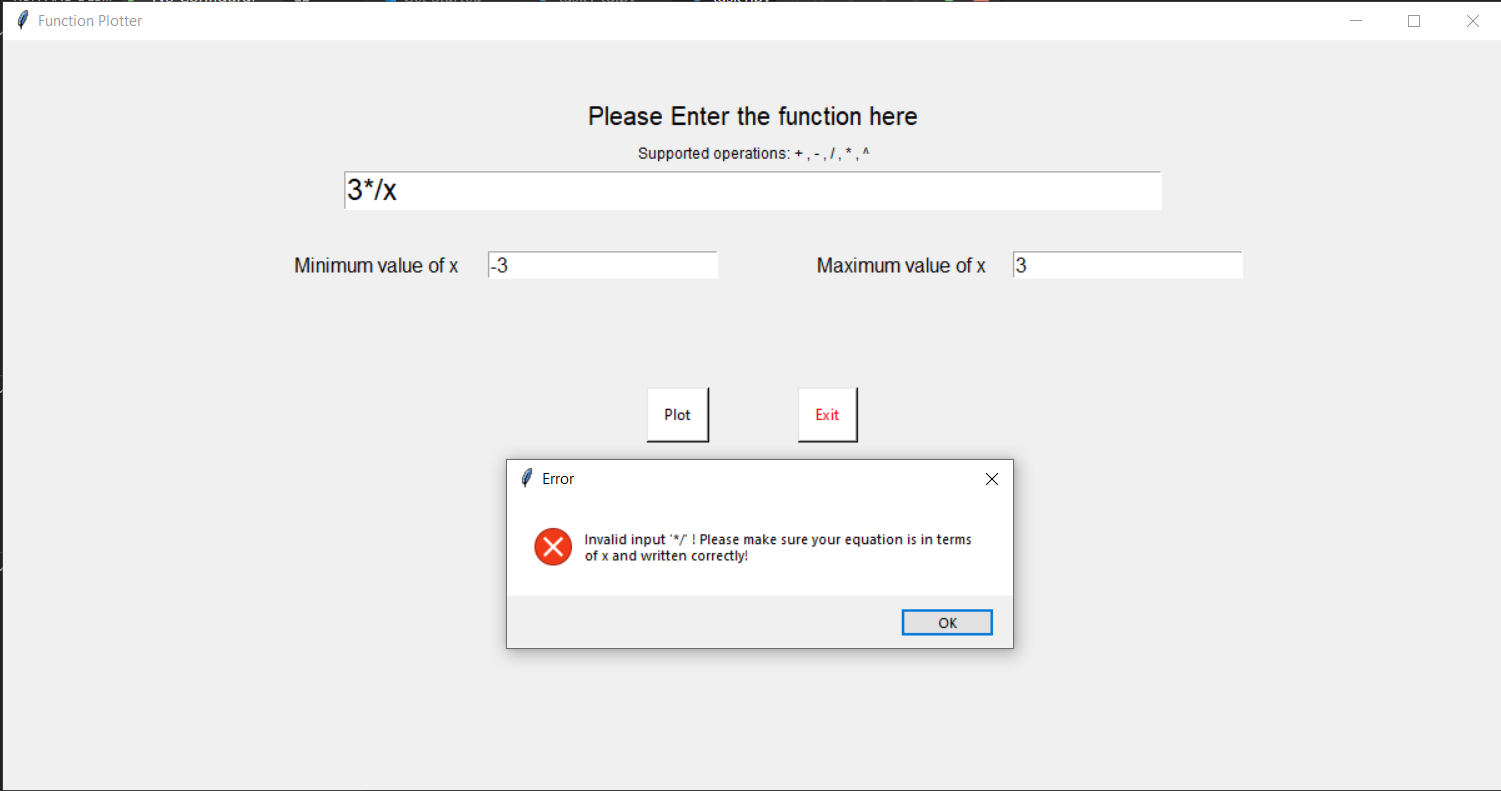 Function Plotter
Please Enter the function here
Supported operations: + , - , / , * , ^
3*/x
Minimum value of x -3 Maximum value of x 3
Plot Exit
Error
Invalid input '*/' ! Please make sure your equation is in terms
of x and written correctly!
OK